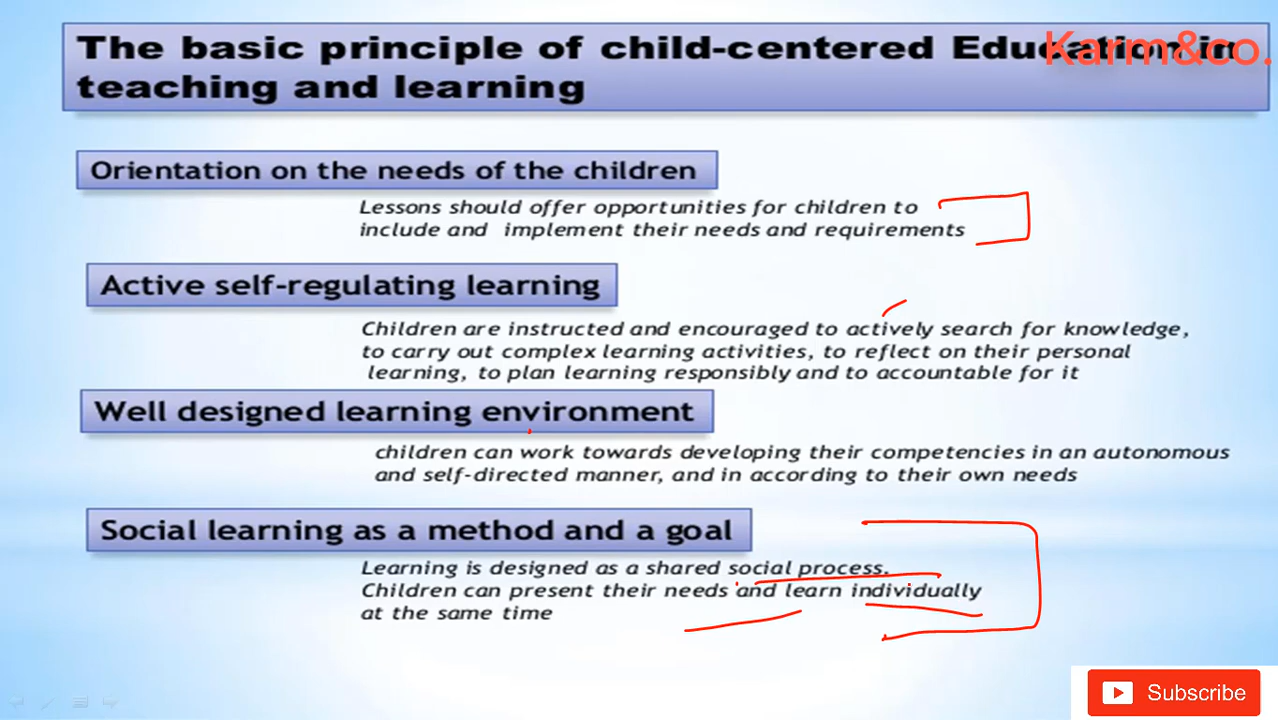 The basic principle of child-centered Education in
Karm&co.
teaching and learning
Orientation on the needs of the children
Lessons should offer opportunities for children to
include and implement their needs and requirements
Active self-regulating learning
Children are instructed and encouraged to actively search for knowledge,
to carry out complex learning activities, to reflect on their personal
learning, to plan learning responsibly and to accountable for it
Well designed learning environment
children can work towards developing their competencies in an autonomous
and self-directed manner, and in according to their own needs
Social learning as a method and a goal
Learning is designed as a shared social process.
Children can present their needs and learn individually
at the same time
Subscribe